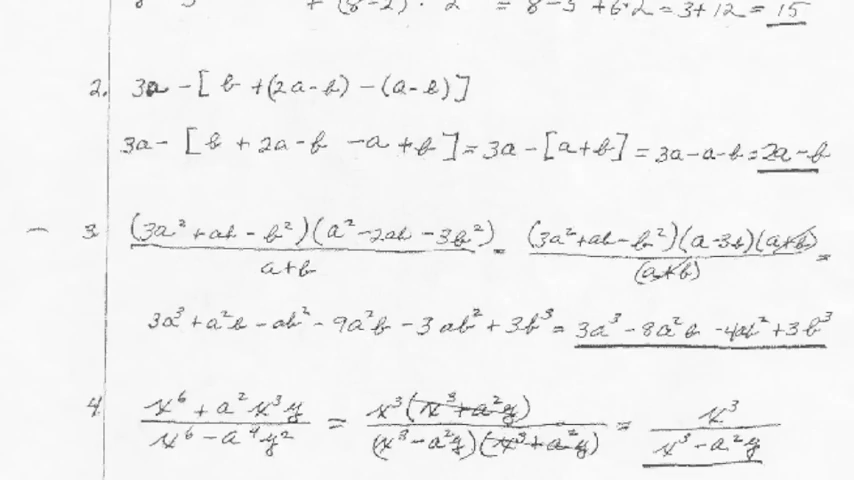 + (8-2) · 2 = 8-5 +6·2 = 3+12 = 15
2. 3a - [ b + (2a-b) - (a-b) ]
3a - [ b + 2a - b - a + b ] = 3a - [a+b] = 3a-a-b = 2a-b
3. (3a² + ab - b²)(a² - 2ab - 3b²) / a+b = (3a² + ab - b²)(a-3b)(a+b) / (a+b) =
3a³ + a²b - ab² - 9a²b - 3ab² + 3b³ = 3a³ - 8a²b - 4ab² + 3b³
4. x⁶ + a²x³y / x⁶ - a⁴y² = x³(x³ + a²y) / (x³ - a²y)(x³ + a²y) = x³ / x³ - a²y